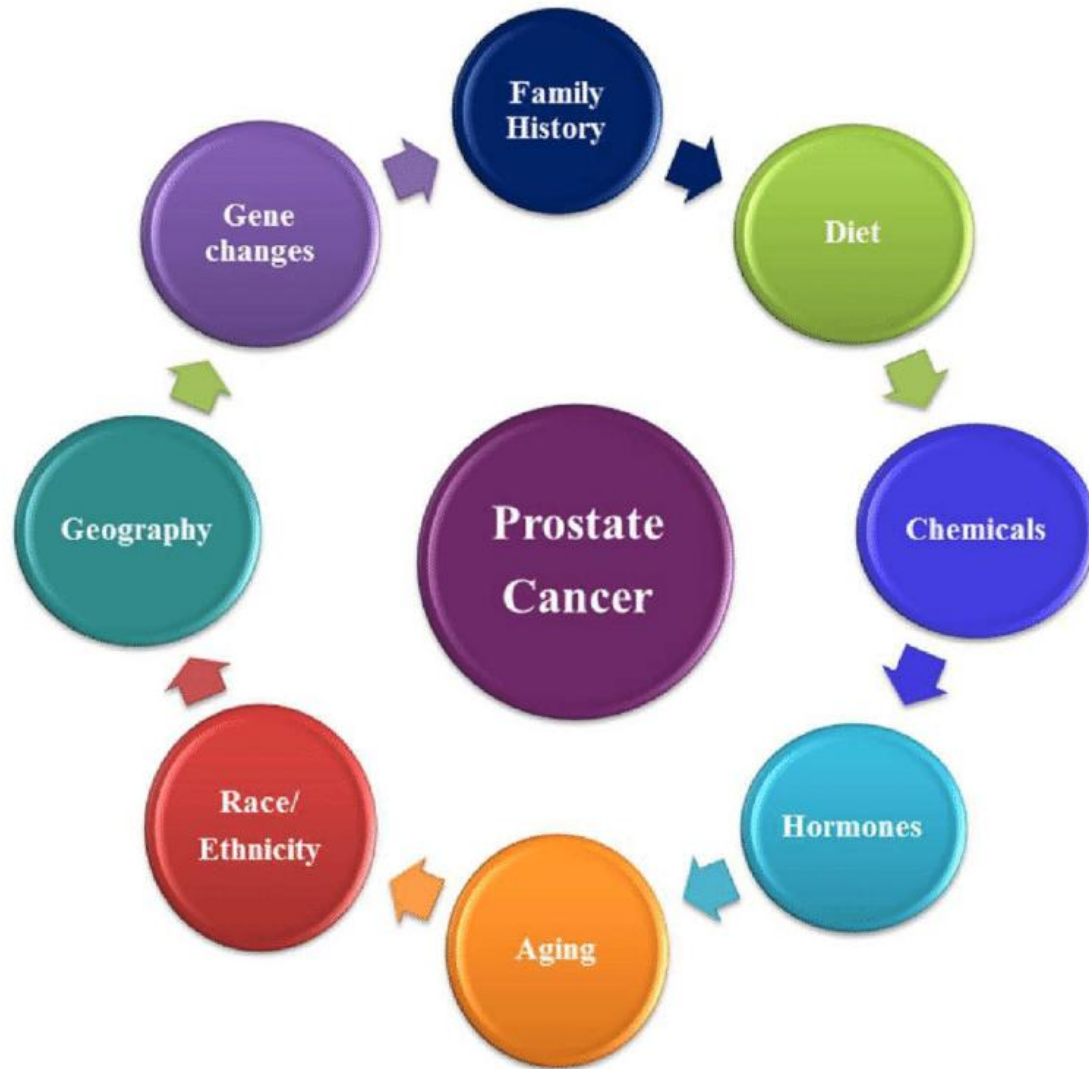 Family
History
Diet
Chemicals
Hormones
Aging
Race/
Ethnicity
Geography
Gene
changes
Prostate
Cancer